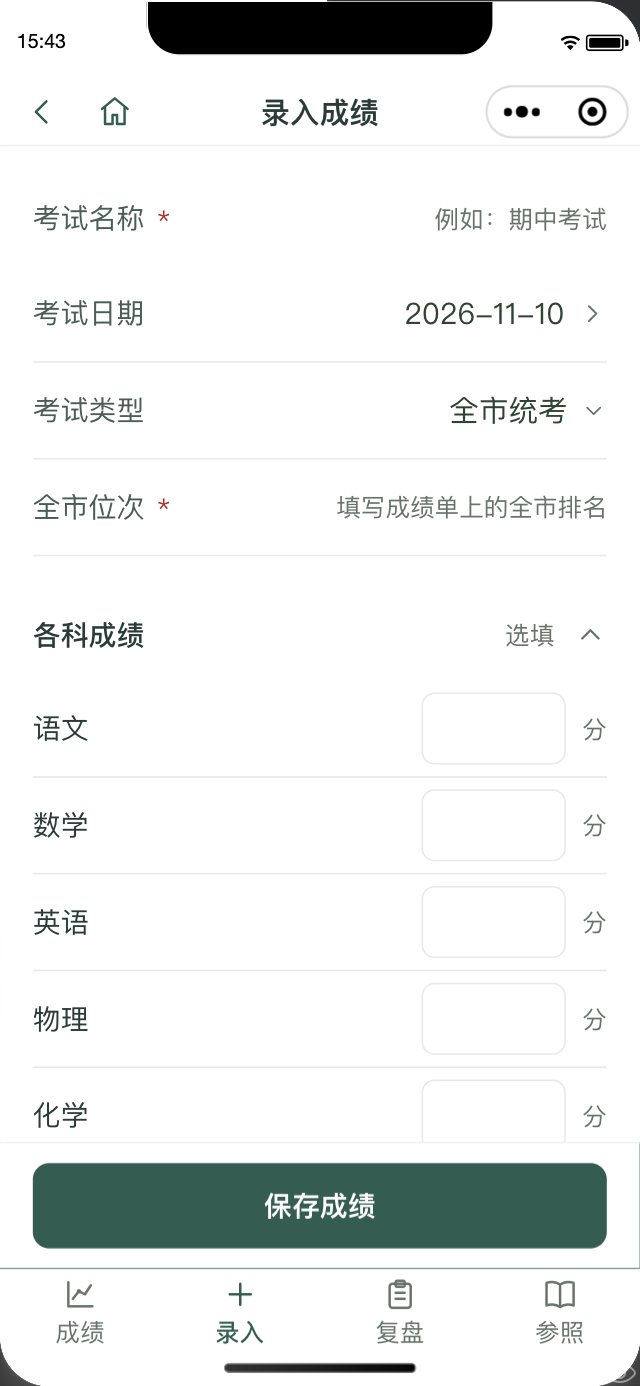 15:43
录入成绩
考试名称 * 例如：期中考试
考试日期 2026-11-10
考试类型 全市统考
全市位次 * 填写成绩单上的全市排名
各科成绩 选填
语文 分
数学 分
英语 分
物理 分
化学 分
保存成绩
成绩 录入 复盘 参照